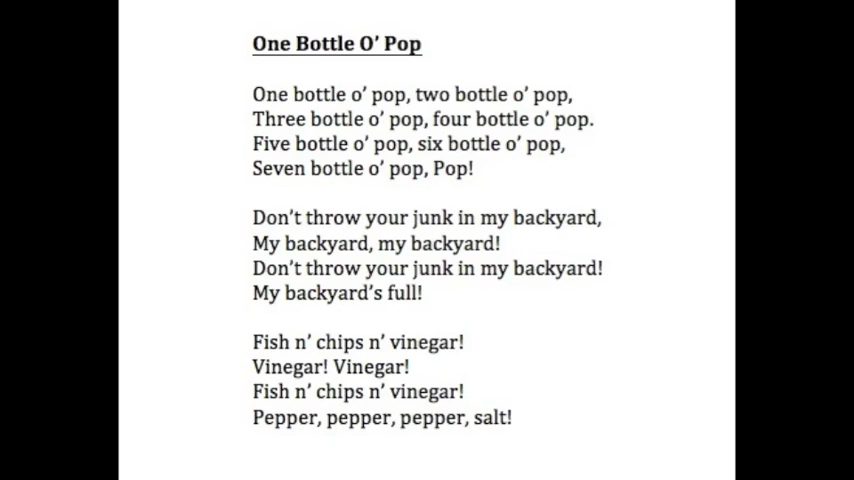 One Bottle O’ Pop
One bottle o’ pop, two bottle o’ pop,
Three bottle o’ pop, four bottle o’ pop.
Five bottle o’ pop, six bottle o’ pop,
Seven bottle o’ pop, Pop!
Don’t throw your junk in my backyard,
My backyard, my backyard!
Don’t throw your junk in my backyard!
My backyard’s full!
Fish n’ chips n’ vinegar!
Vinegar! Vinegar!
Fish n’ chips n’ vinegar!
Pepper, pepper, pepper, salt!